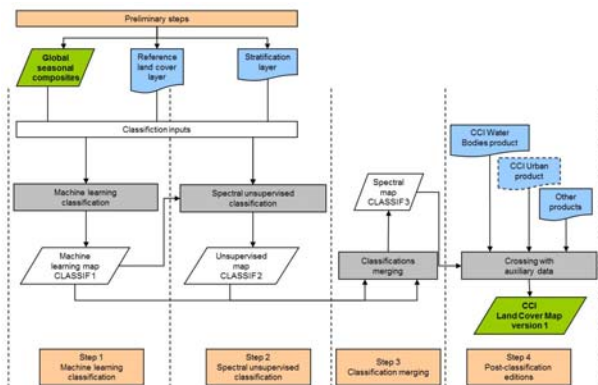 Preliminary steps
Global
seasonal
composites
Reference
land cover
layer
Stratification
layer
Classifiction inputs
Machine learning
classification
Spectral unsupervised
classification
Machine
learning map
CLASSIF1
Unsupervised
map
CLASSIF2
Spectral
map
CLASSIF3
Classifications
merging
CCI Water
Bodies product
CCI Urban
product
Other
products
Crossing with
auxiliary data
CCI
Land Cover Map
version 1
Step 1
Machine learning
classification
Step 2
Spectral unsupervised
classification
Step 3
Classification merging
Step 4
Post-classification
editions